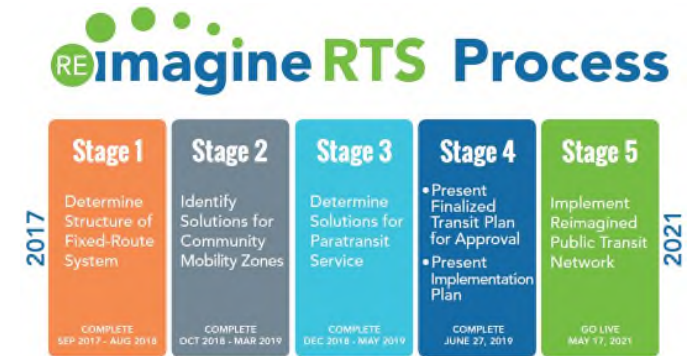 REimagine RTS Process
2017
Stage 1
Determine
Structure of
Fixed-Route
System
COMPLETE
SEP 2017 - AUG 2018
Stage 2
Identify
Solutions for
Community
Mobility Zones
COMPLETE
OCT 2018 - MAR 2019
Stage 3
Determine
Solutions for
Paratransit
Service
COMPLETE
DEC 2018 - MAY 2019
Stage 4
•Present
Finalized
Transit Plan
for Approval
•Present
Implementation
Plan
COMPLETE
JUNE 27, 2019
Stage 5
Implement
Reimagined
Public Transit
Network
GO LIVE
MAY 17, 2021
2021